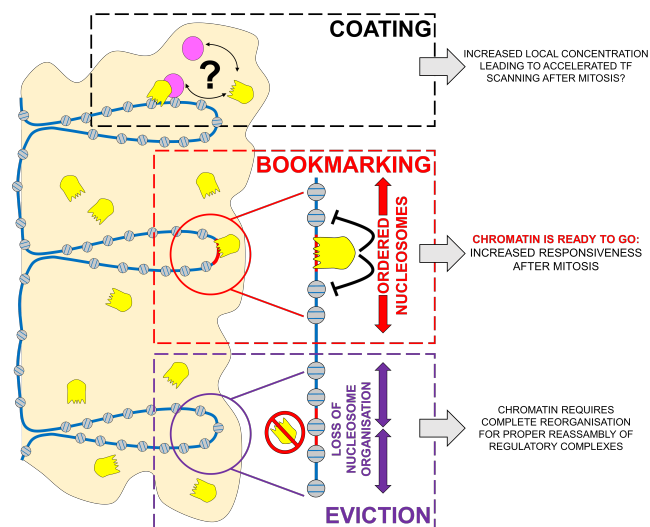 COATING
?
INCREASED LOCAL CONCENTRATION
LEADING TO ACCELERATED TF
SCANNING AFTER MITOSIS?
BOOKMARKING
ORDERED
NUCLEOSOMES
CHROMATIN IS READY TO GO:
INCREASED RESPONSIVENESS
AFTER MITOSIS
LOSS OF
NUCLEOSOME
ORGANISATION
CHROMATIN REQUIRES
COMPLETE REORGANISATION
FOR PROPER REASSAMBLY OF
REGULATORY COMPLEXES
EVICTION